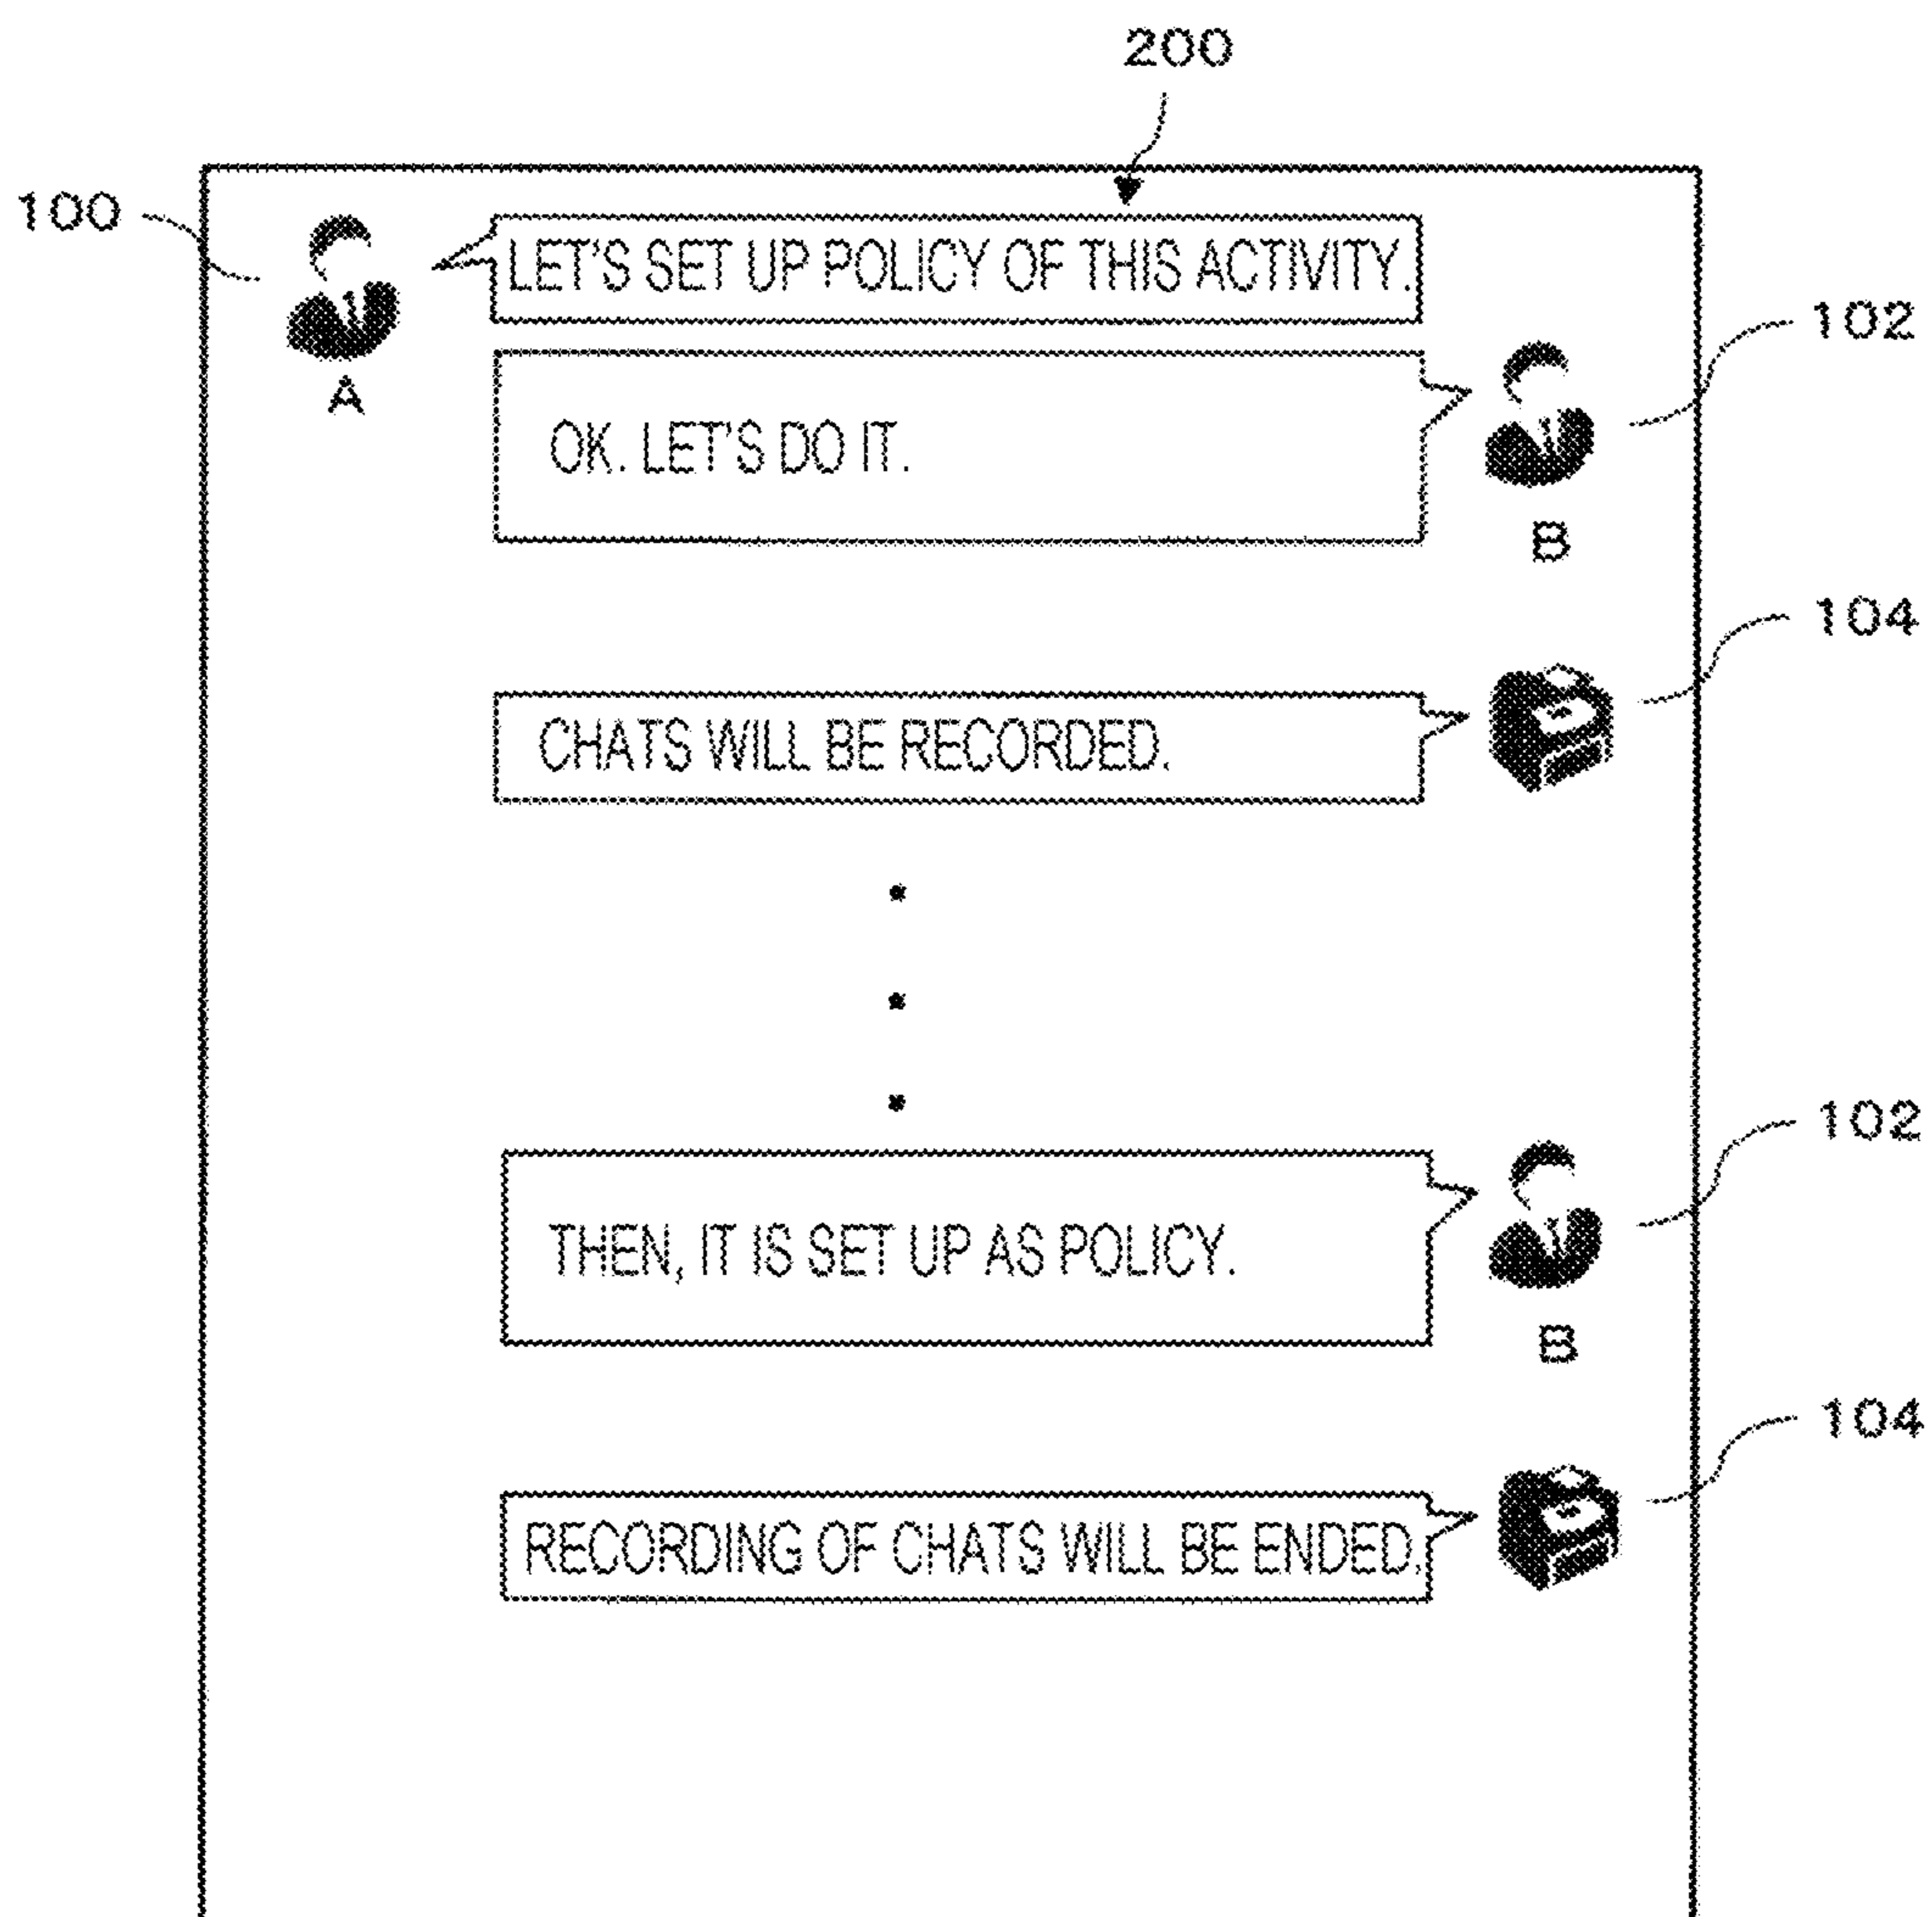 200
100
LET'S SET UP POLICY OF THIS ACTIVITY.
102
A
OK. LET'S DO IT.
B
104
CHATS WILL BE RECORDED.
102
THEN, IT IS SET UP AS POLICY.
B
104
RECORDING OF CHATS WILL BE ENDED.